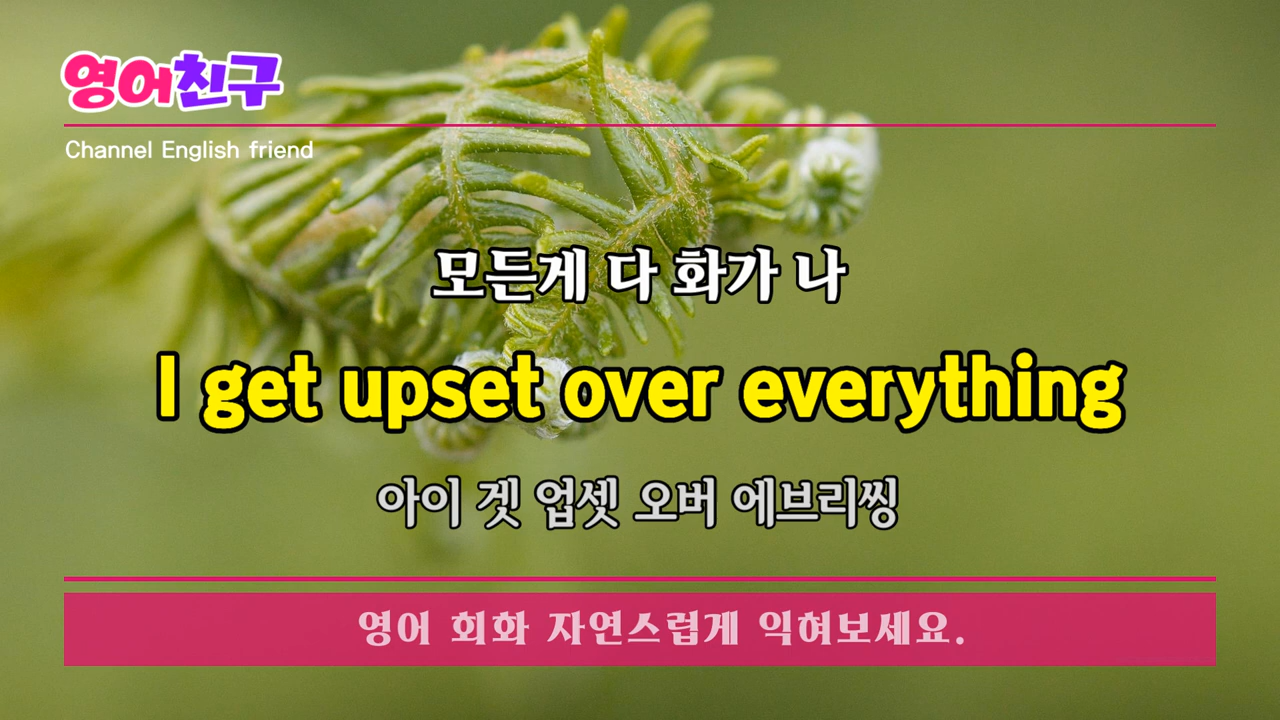 영어친구
Channel English friend
모든게 다 화가 나
I get upset over everything
아이 겟 업셋 오버 에브리씽
영어 회화 자연스럽게 익혀보세요.